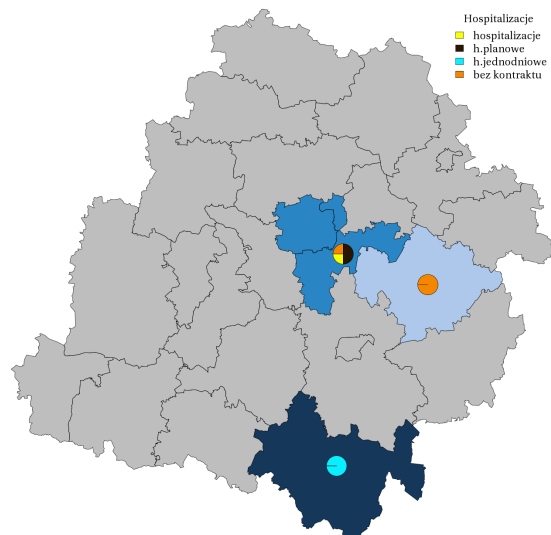 Hospitalizacje
hospitalizacje
h.planowe
h.jednodniowe
bez kontraktu